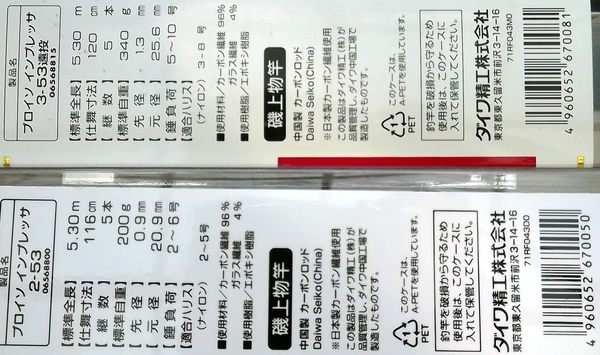 製品名
プロイソ インプレッサ
3-53遠投
06568815
【標準全長】 5.30 m
【仕舞寸法】 120 cm
【継数】 5 本
【標準自重】 340 g
【先径】 1.3 mm
【元径】 25.6 mm
【錘負荷】 5〜10 号
【適合ハリス】
(ナイロン) 3-8 号
■使用材料/カーボン繊維 96%
ガラス繊維 4%
■使用樹脂/エポキシ樹脂
磯上物竿
中国製 カーボンロッド
Daiwa Seiko(China)
※日本製カーボン繊維使用
この製品はダイワ精工(株)が
品質管理し、ダイワ中国工場で
製造したものです。
このケースは、
A-PETを使用しています。
1
PET
釣竿を破損から守るため
使用後は、このケースに
入れて保管してください。
ダイワ精工株式会社
東京都東久留米市前沢3-14-16
71RF043M0
4 960652 670081
製品名
プロイソ インプレッサ
2-53
06568800
【標準全長】 5.30 m
【仕舞寸法】 116 cm
【継数】 5 本
【標準自重】 200 g
【先径】 0.9 mm
【元径】 20.9 mm
【錘負荷】 2〜6 号
【適合ハリス】
(ナイロン) 2-5号
■使用材料/カーボン繊維 96%
ガラス繊維 4%
■使用樹脂/エポキシ樹脂
磯上物竿
中国製 カーボンロッド
Daiwa Seiko(China)
※日本製カーボン繊維使用
この製品はダイワ精工(株)が
品質管理し、ダイワ中国工場で
製造したものです。
このケースは、
A-PETを使用しています。
1
PET
釣竿を破損から守るため
使用後は、このケースに
入れて保管してください。
ダイワ精工株式会社
東京都東久留米市前沢3-14-16
71RF043D0
4 960652 670050